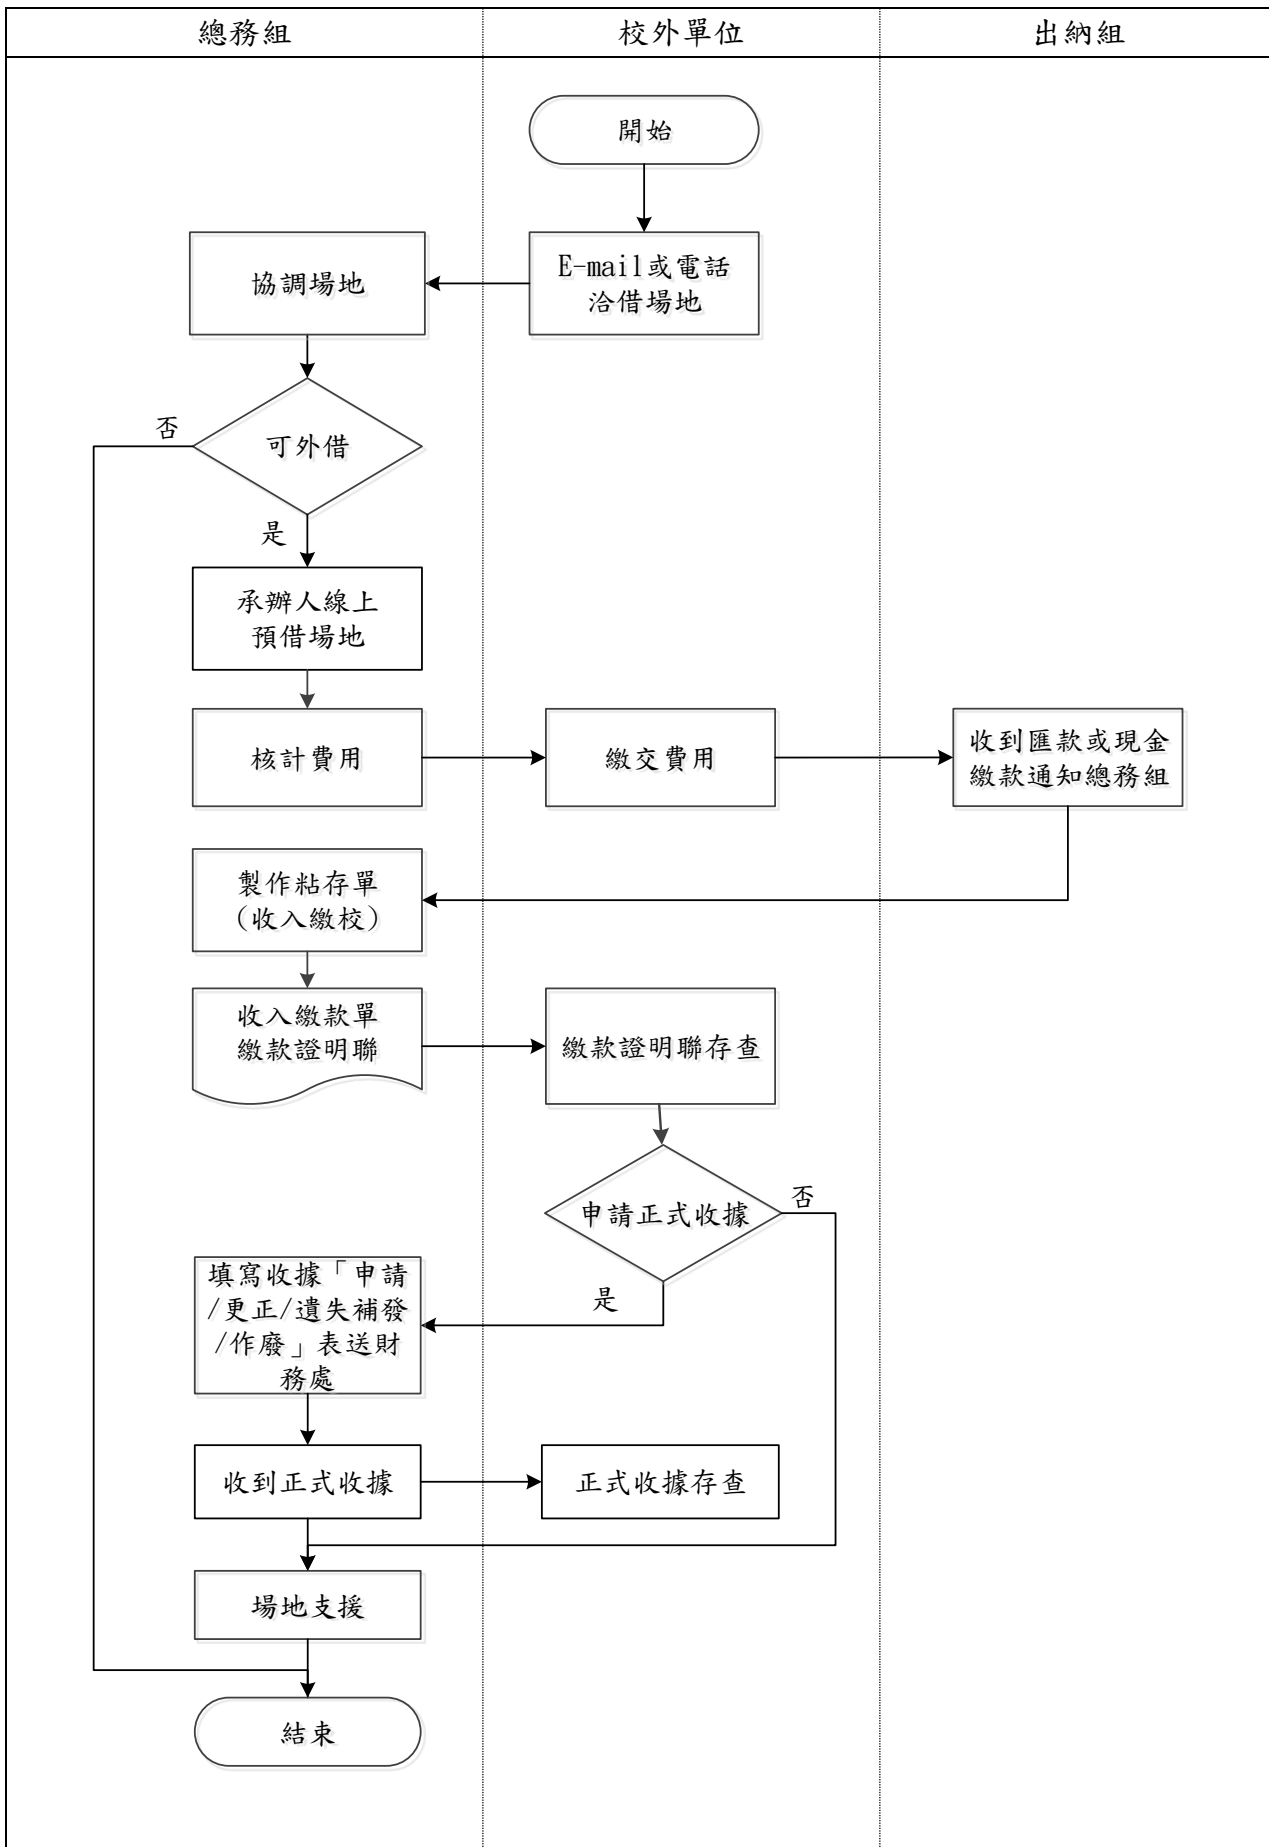 總務組
校外單位
出納組
開始
E-mail或電話
洽借場地
協調場地
否
可外借
是
承辦人線上
預借場地
核計費用
繳交費用
收到匯款或現金
繳款通知總務組
製作粘存單
(收入繳校)
收入繳款單
繳款證明聯
繳款證明聯存查
否
申請正式收據
是
填寫收據「申請
/更正/遺失補發
/作廢」表送財
務處
收到正式收據
正式收據存查
場地支援
結束